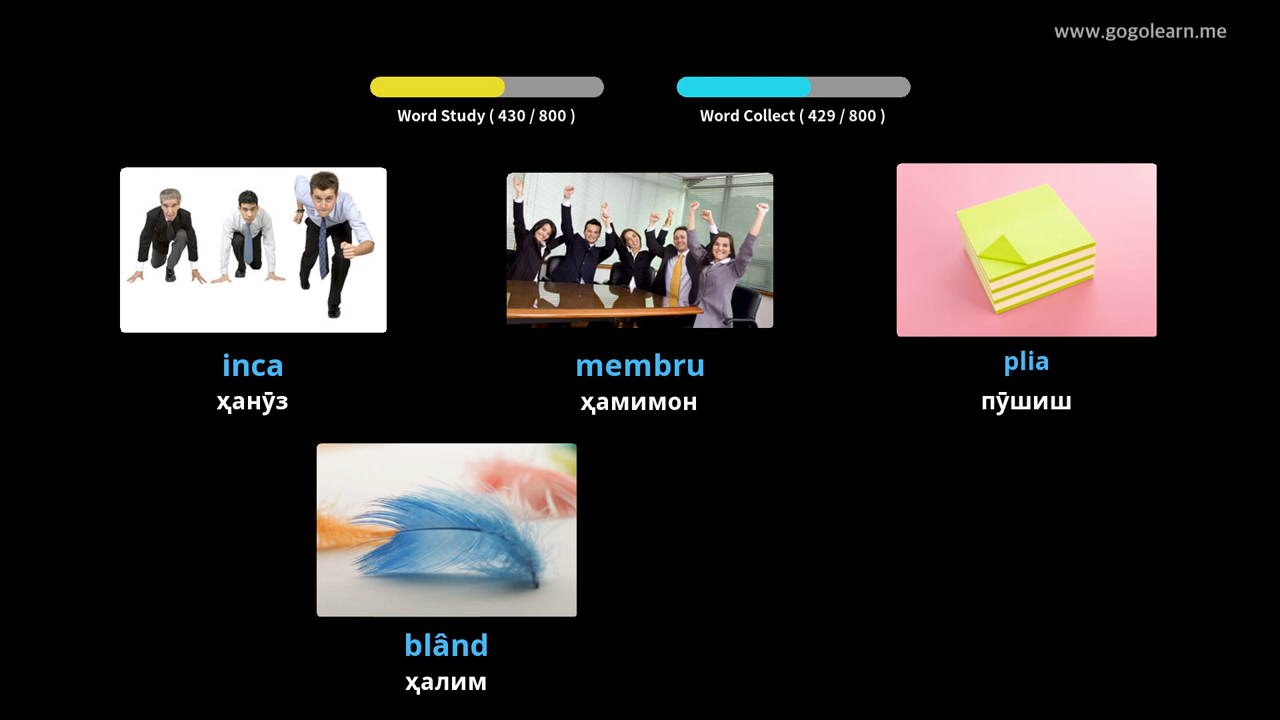 www.gogolearn.me
Word Study ( 430 / 800 )
Word Collect ( 429 / 800 )
inca
ҳанӯз
membru
ҳамимон
plia
пӯшиш
blând
ҳалим